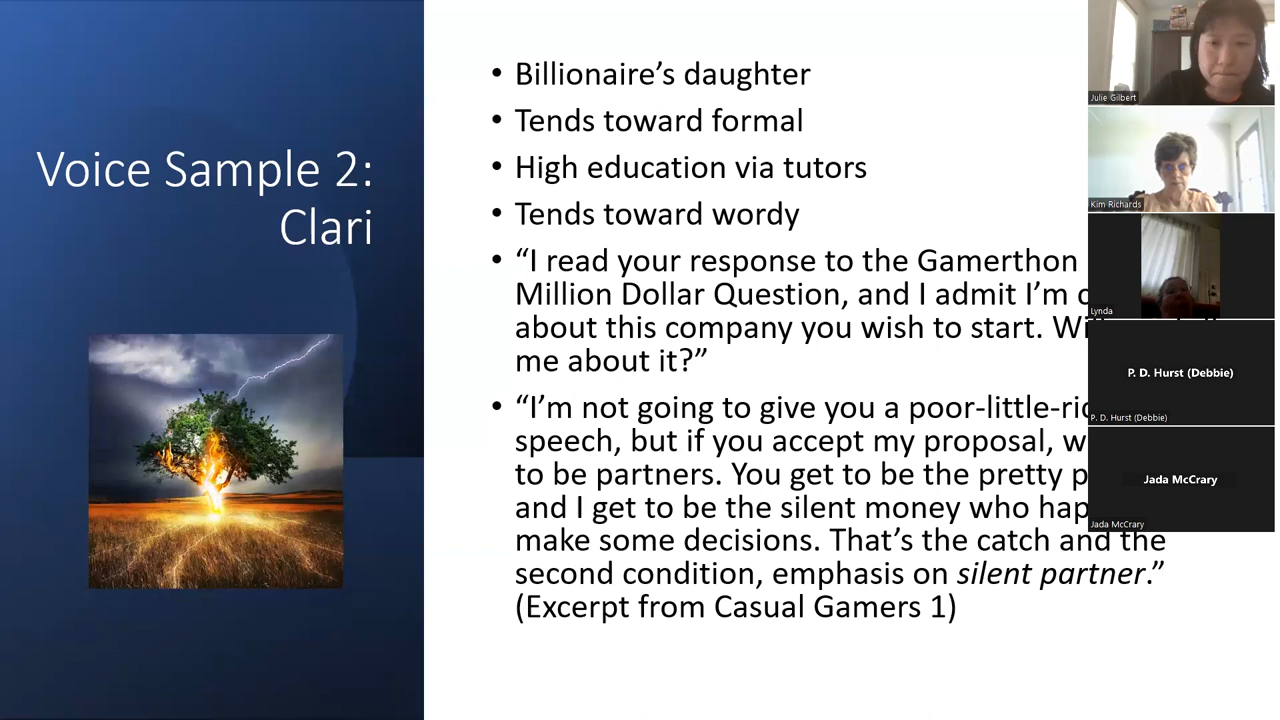 Voice Sample 2:
Clari
• Billionaire’s daughter
• Tends toward formal
• High education via tutors
• Tends toward wordy
• “I read your response to the Gamerthon
Million Dollar Question, and I admit I’m
about this company you wish to start.
me about it?”
• “I’m not going to give you a poor-little-
speech, but if you accept my proposal,
to be partners. You get to be the pretty
and I get to be the silent money who
make some decisions. That’s the catch and the
second condition, emphasis on silent partner.”
(Excerpt from Casual Gamers 1)
Julie Gilbert
Kim Richards
Lynda
P. D. Hurst (Debbie)
P. D. Hurst (Debbie)
Jada McCrary
Jada McCrary